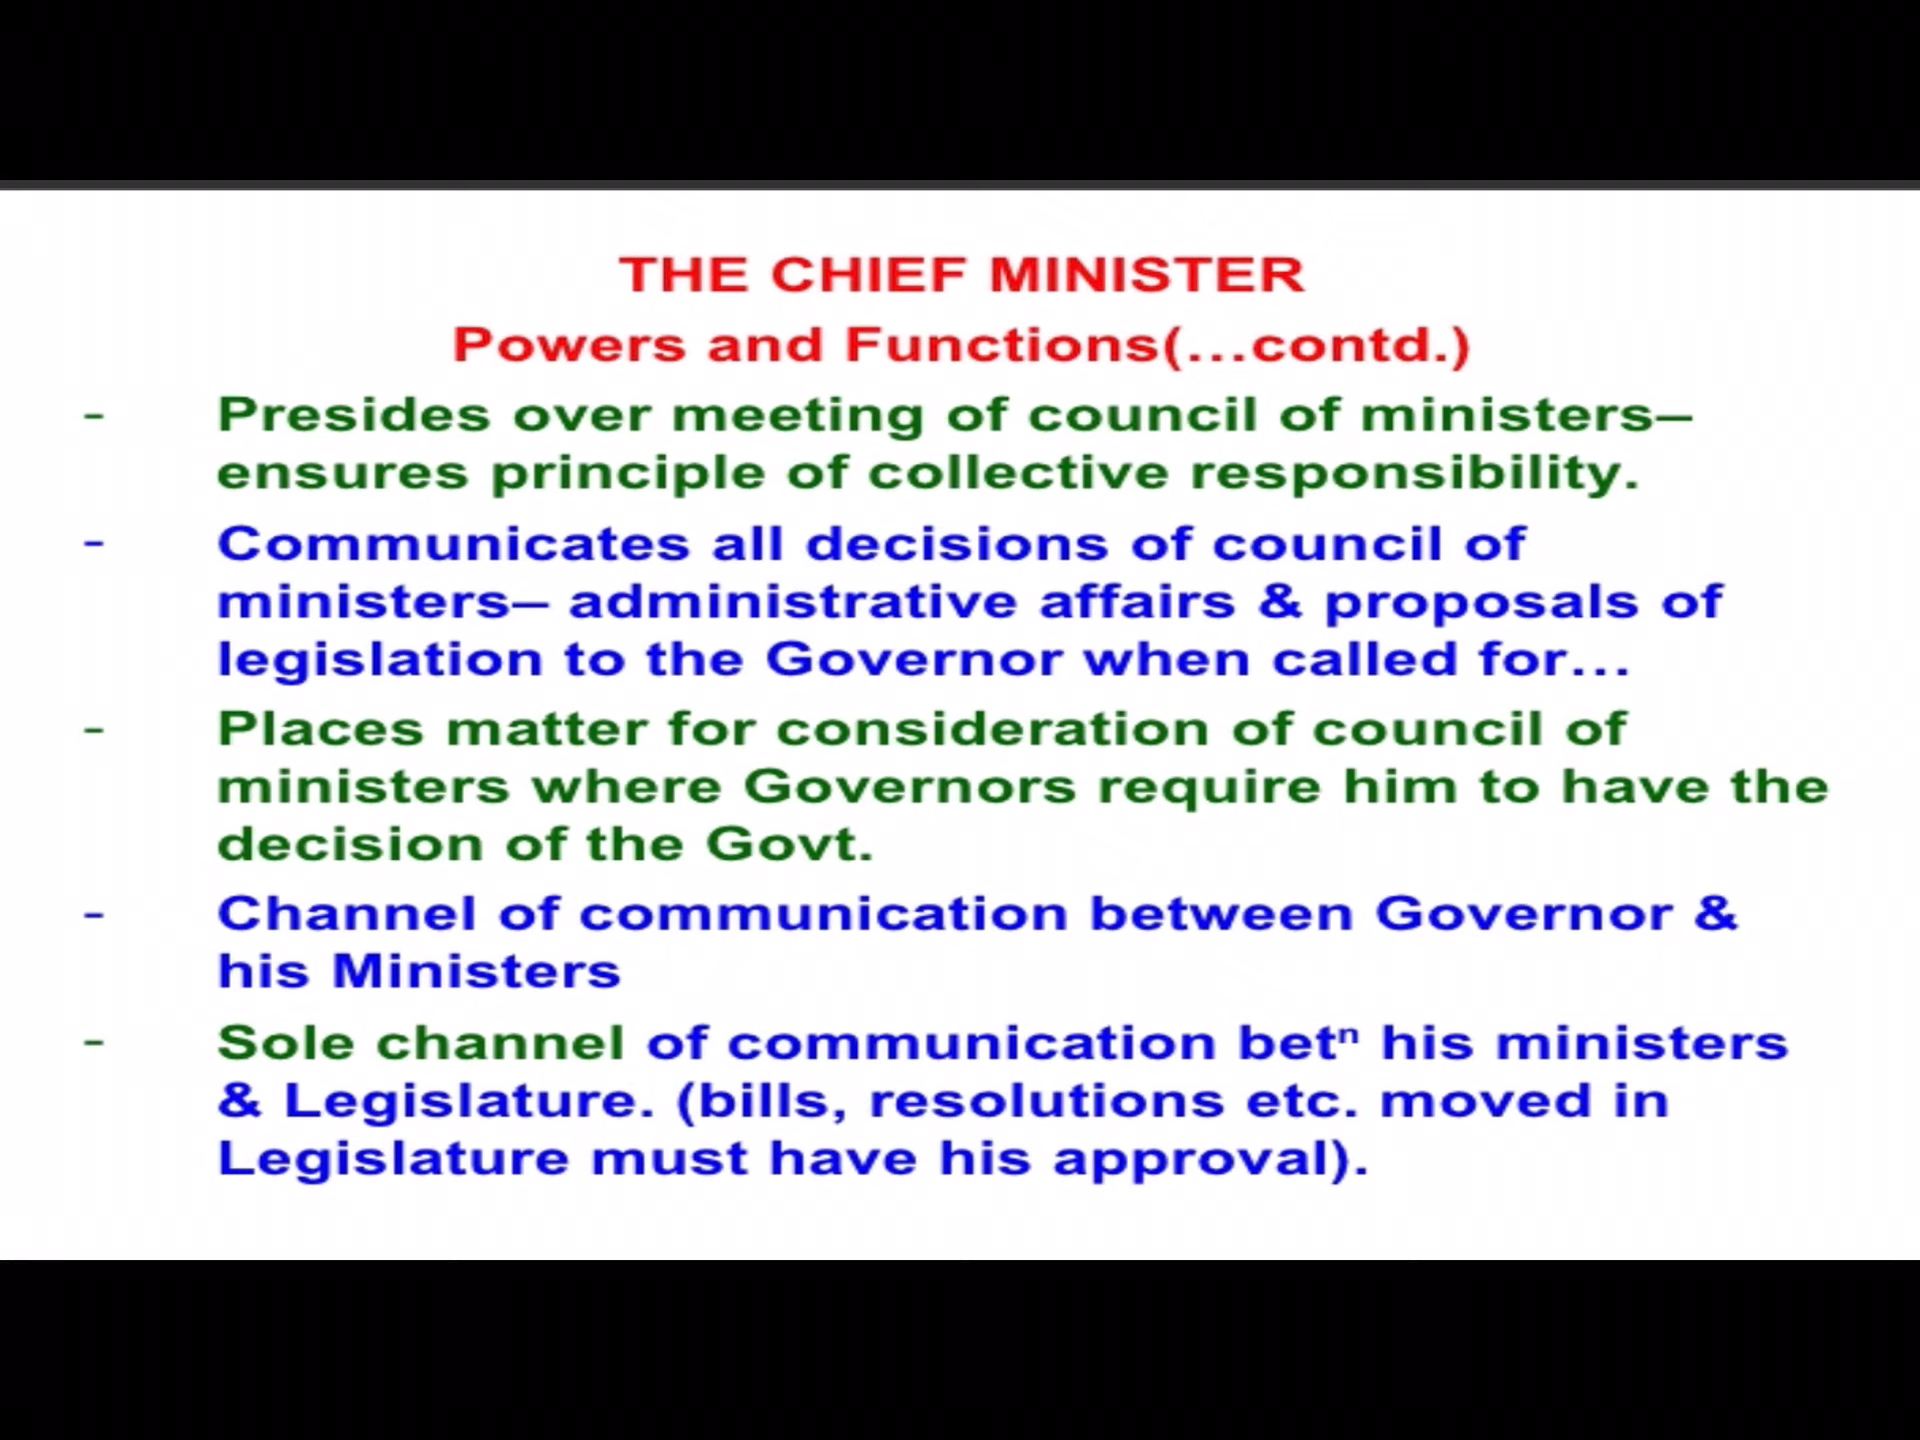 THE CHIEF MINISTER
Powers and Functions(...contd.)
- Presides over meeting of council of ministers–
ensures principle of collective responsibility.
- Communicates all decisions of council of
ministers– administrative affairs & proposals of
legislation to the Governor when called for...
- Places matter for consideration of council of
ministers where Governors require him to have the
decision of the Govt.
- Channel of communication between Governor &
his Ministers
- Sole channel of communication betⁿ his ministers
& Legislature. (bills, resolutions etc. moved in
Legislature must have his approval).